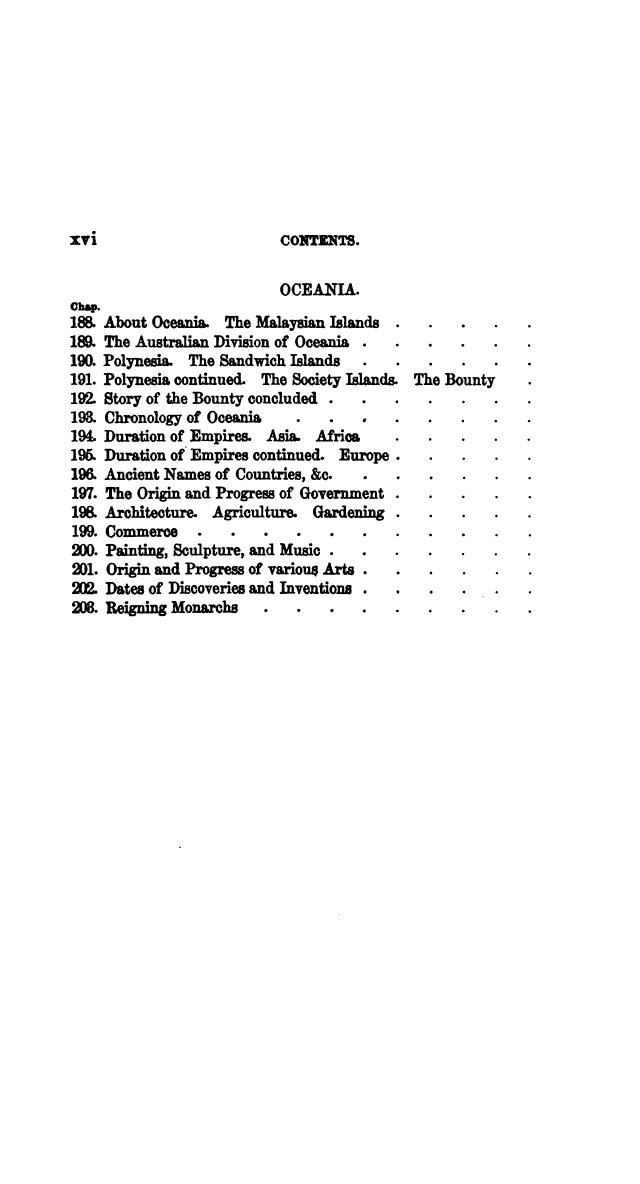 xvi CONTENTS.
OCEANIA.
Chap.
188. About Oceania. The Malaysian Islands . . . . .
189. The Australian Division of Oceania . . . . . .
190. Polynesia. The Sandwich Islands . . . . . .
191. Polynesia continued. The Society Islands. The Bounty .
192. Story of the Bounty concluded . . . . . . .
193. Chronology of Oceania . . . . . . . .
194. Duration of Empires. Asia. Africa . . . . .
195. Duration of Empires continued. Europe . . . . .
196. Ancient Names of Countries, &c. . . . . . .
197. The Origin and Progress of Government . . . . .
198. Architecture. Agriculture. Gardening . . . . .
199. Commerce . . . . . . . . . . .
200. Painting, Sculpture, and Music . . . . . . .
201. Origin and Progress of various Arts . . . . . .
202. Dates of Discoveries and Inventions . . . . . .
203. Reigning Monarchs . . . . . . . . .